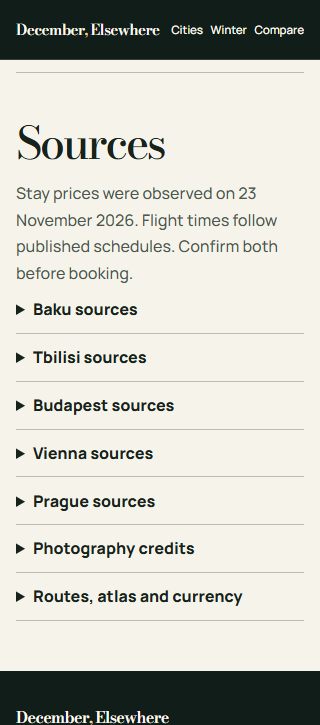 December, Elsewhere Cities Winter Compare
Sources
Stay prices were observed on 23
November 2026. Flight times follow
published schedules. Confirm both
before booking.
Baku sources
Tbilisi sources
Budapest sources
Vienna sources
Prague sources
Photography credits
Routes, atlas and currency
December, Elsewhere